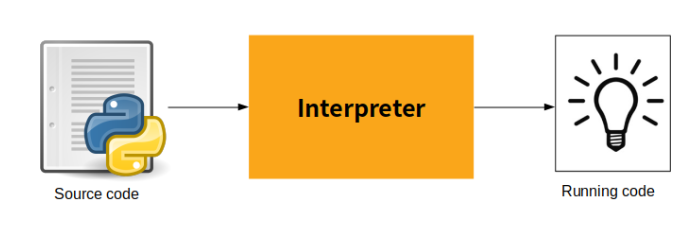 Interpreter
Source code
Running code